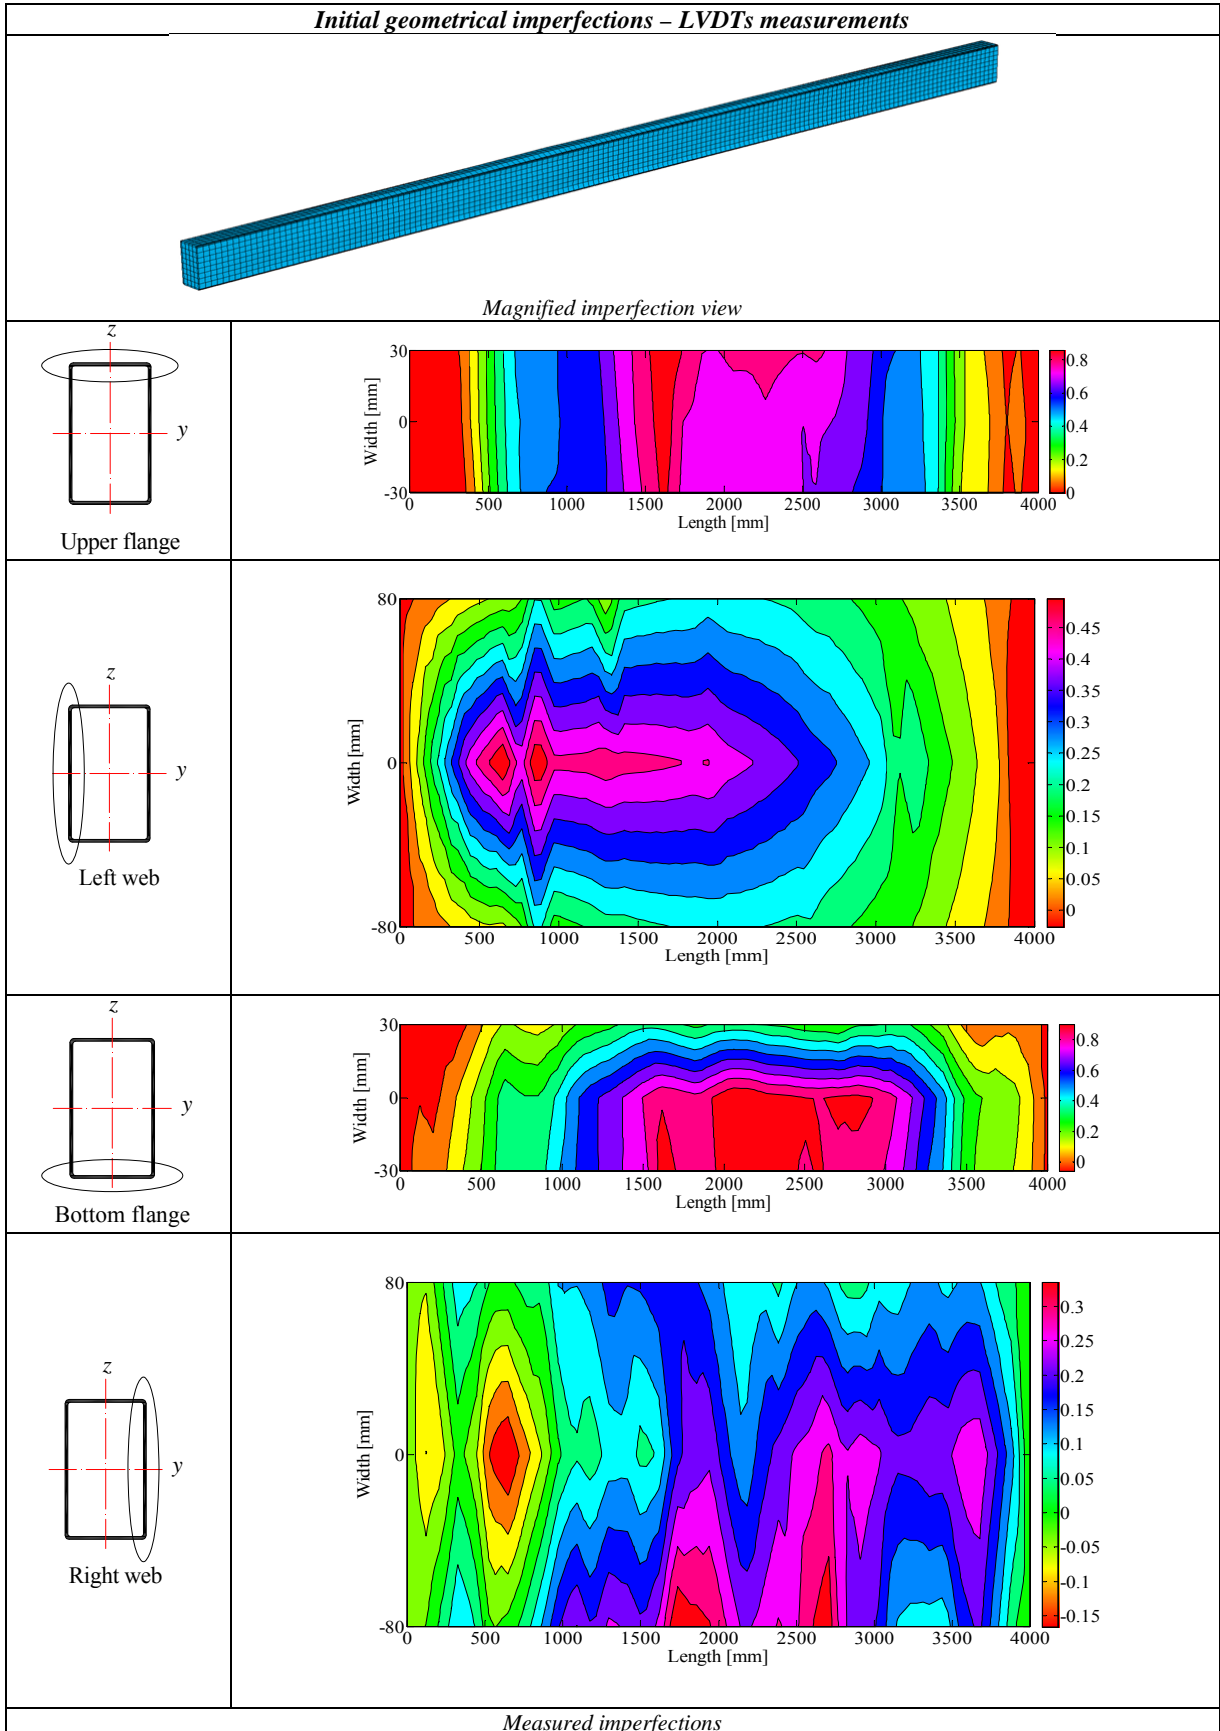 Initial geometrical imperfections – LVDTs measurements
Magnified imperfection view
z
y
Upper flange
Width [mm]
30
0
-30
0 500 1000 1500 2000 2500 3000 3500 4000
Length [mm]
0.8
0.6
0.4
0.2
0
z
y
Left web
Width [mm]
80
0
-80
0 500 1000 1500 2000 2500 3000 3500 4000
Length [mm]
0.45
0.4
0.35
0.3
0.25
0.2
0.15
0.1
0.05
0
z
y
Bottom flange
Width [mm]
30
0
-30
0 500 1000 1500 2000 2500 3000 3500 4000
Length [mm]
0.8
0.6
0.4
0.2
0
z
y
Right web
Width [mm]
80
0
-80
0 500 1000 1500 2000 2500 3000 3500 4000
Length [mm]
0.3
0.25
0.2
0.15
0.1
0.05
0
-0.05
-0.1
-0.15
Measured imperfections